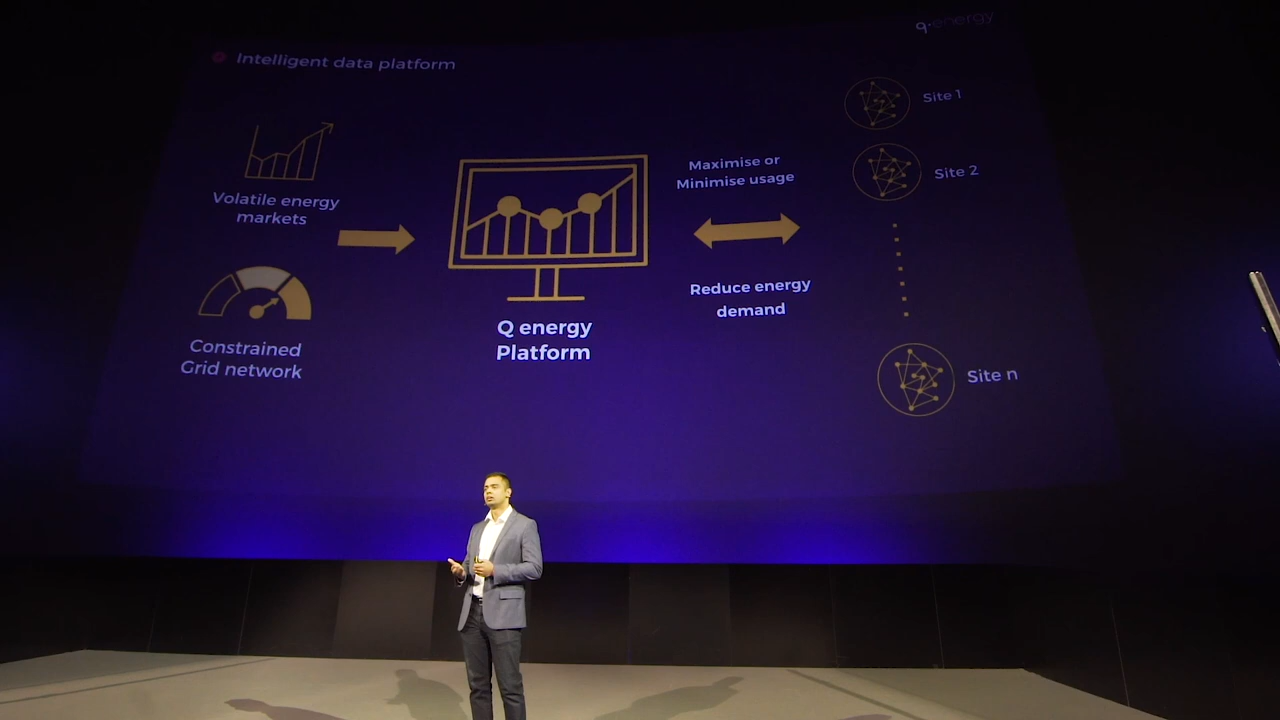 q·energy
Intelligent data platform
Volatile energy
markets
Constrained
Grid network
Q energy
Platform
Maximise or
Minimise usage
Reduce energy
demand
Site 1
Site 2
Site n